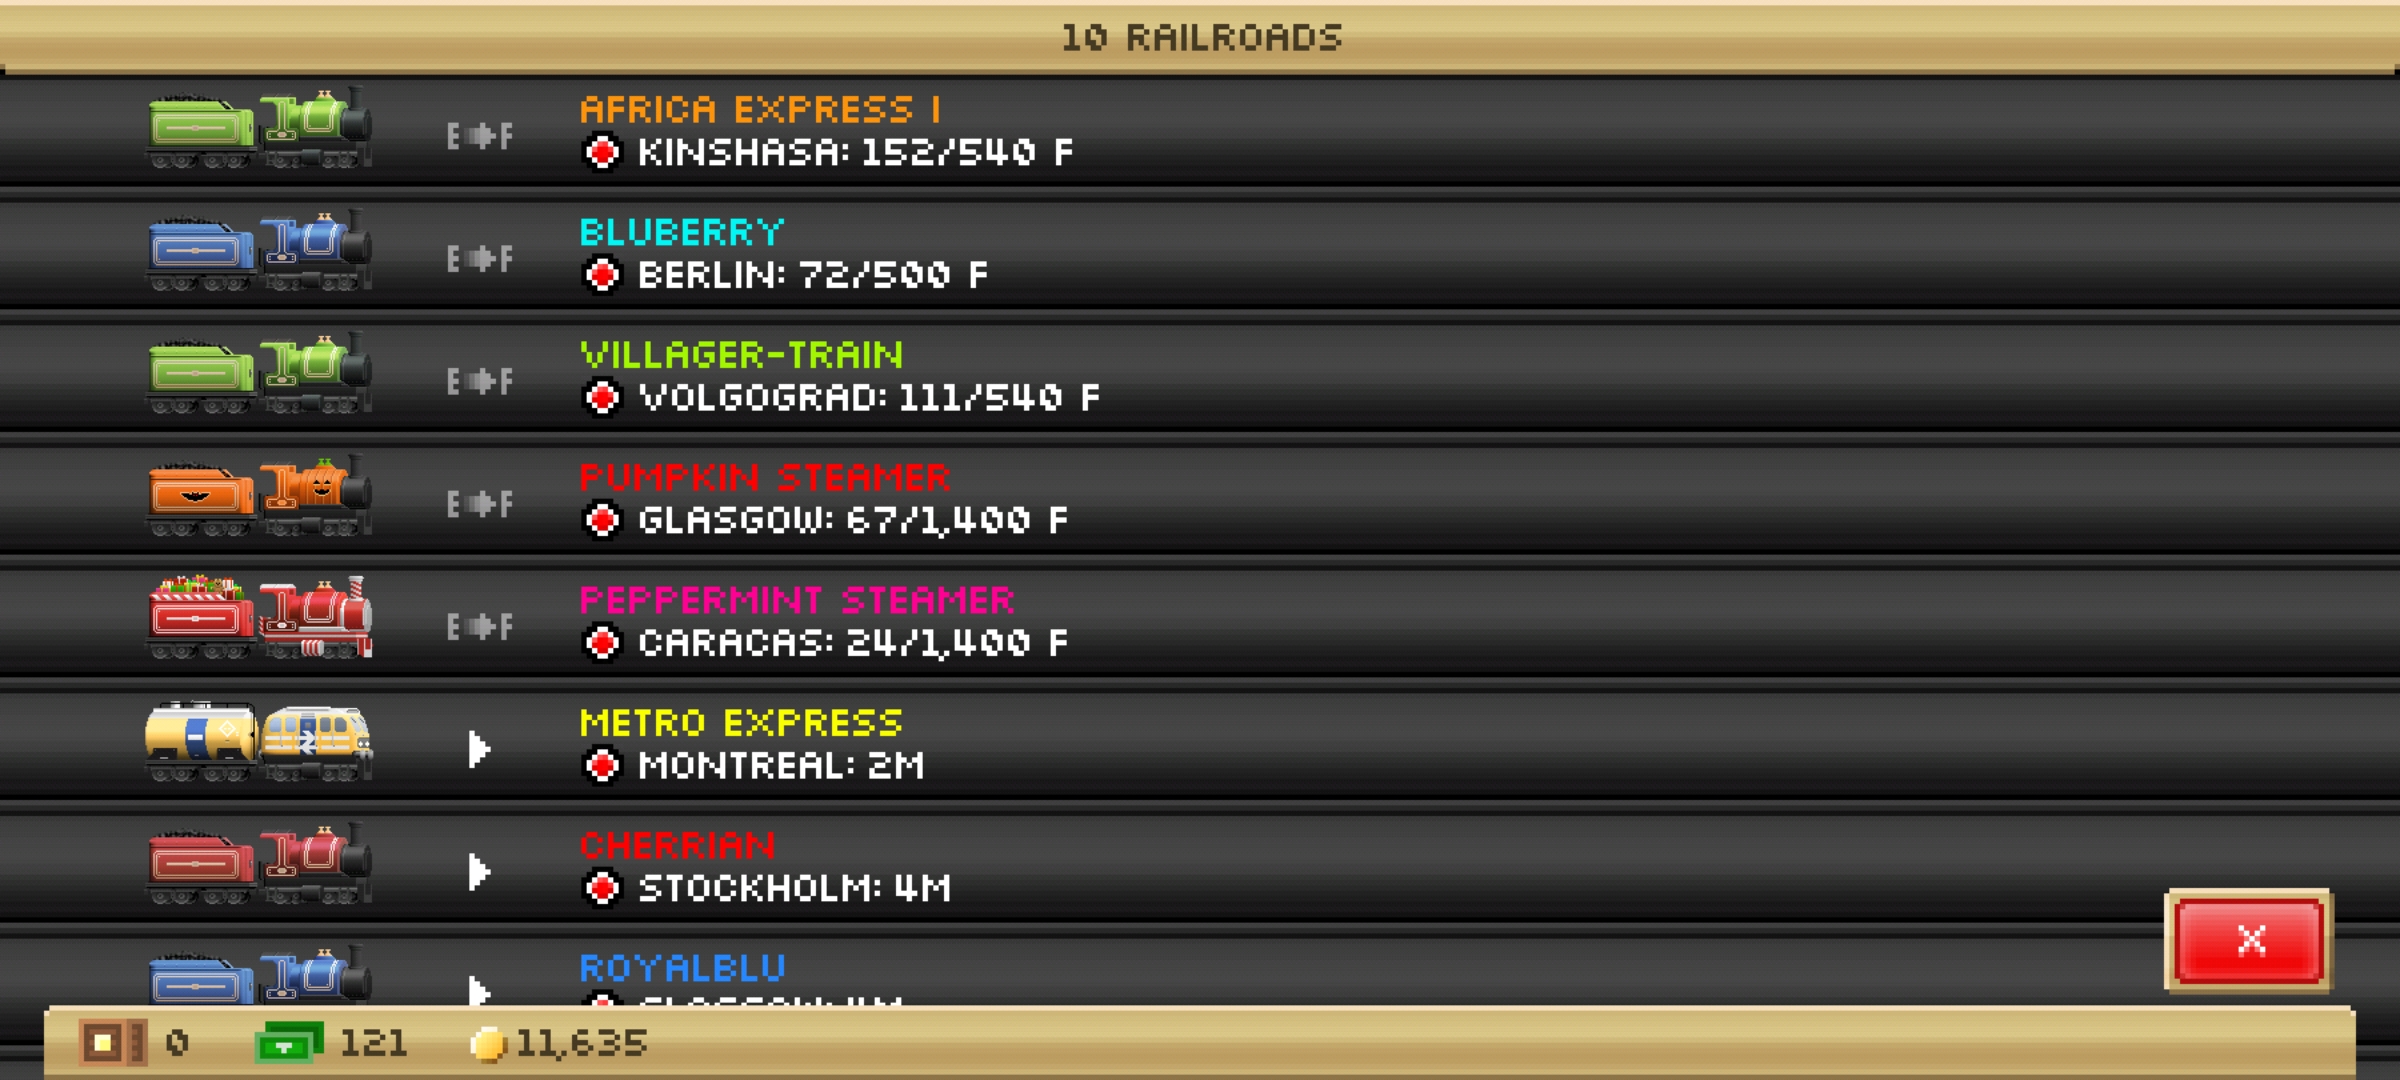 10 RAILROADS
AFRICA EXPRESS I
E F KINSHASA: 152/540 F
BLUBERRY
E F BERLIN: 72/500 F
VILLAGER-TRAIN
E F VOLGOGRAD: 111/540 F
PUMPKIN STEAMER
E F GLASGOW: 67/1,400 F
PEPPERMINT STEAMER
E F CARACAS: 24/1,400 F
METRO EXPRESS
MONTREAL: 2M
CHERRIAN
STOCKHOLM: 4M
ROYALBLU
X
0 121 11,635